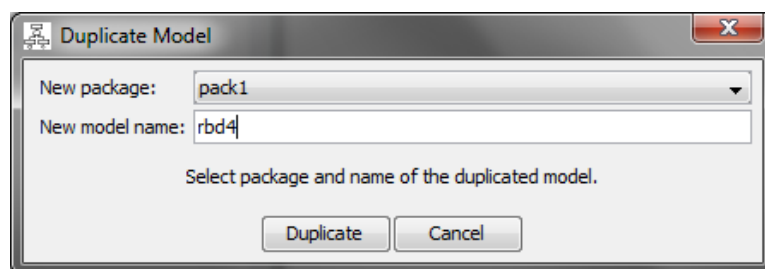 Duplicate Model
New package: pack1
New model name: rbd4
Select package and name of the duplicated model.
Duplicate Cancel